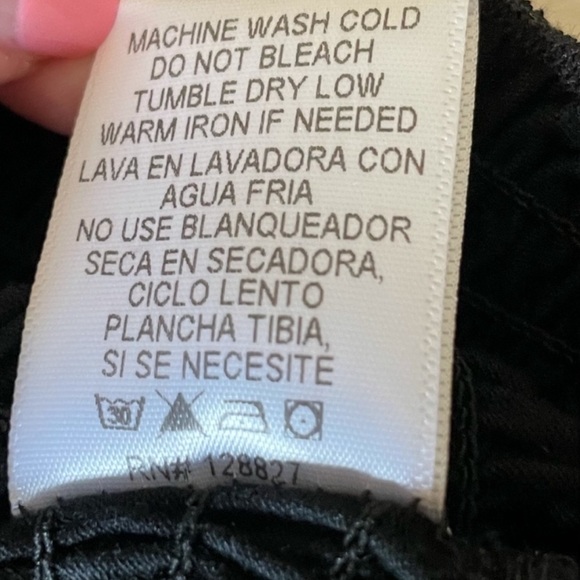 MACHINE WASH COLD
DO NOT BLEACH
TUMBLE DRY LOW
WARM IRON IF NEEDED
LAVA EN LAVADORA CON
AGUA FRIA
NO USE BLANQUEADOR
SECA EN SECADORA,
CICLO LENTO
PLANCHA TIBIA,
SI SE NECESITE
30
RN# 128827